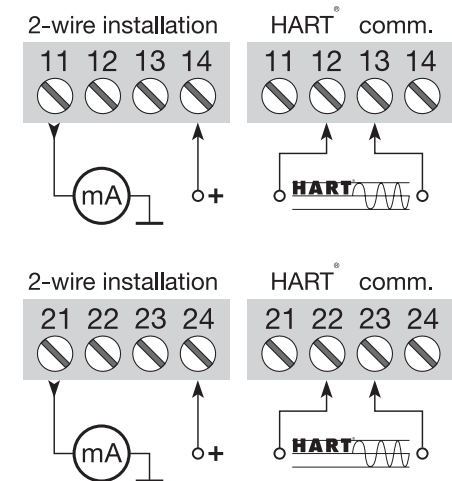 2-wire installation HART® comm.
11 12 13 14 11 12 13 14
mA + HART
2-wire installation HART® comm.
21 22 23 24 21 22 23 24
mA + HART